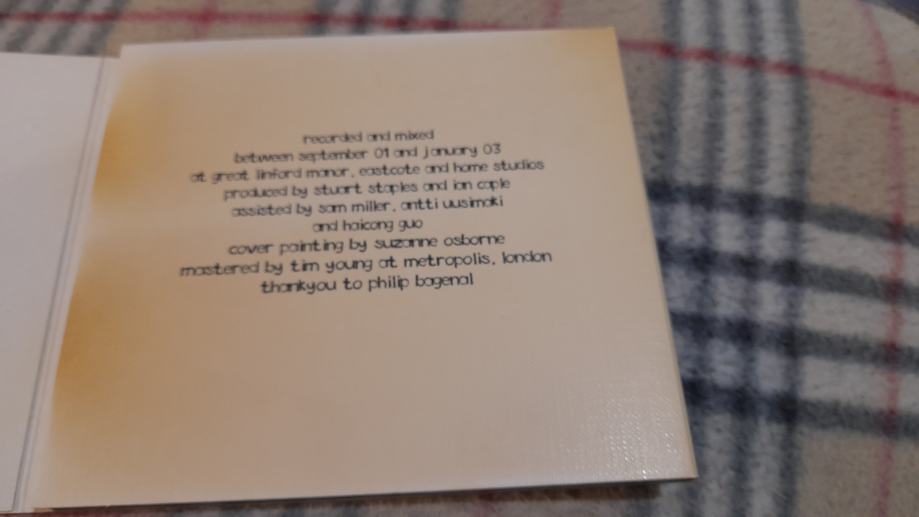 recorded and mixed
between september 01 and january 03
at great linford manor, eastcote and home studios
produced by stuart staples and ian caple
assisted by sam miller, antti uusimaki
and haicong guo
cover painting by suzanne osborne
mastered by tim young at metropolis, london
thankyou to philip bagenal